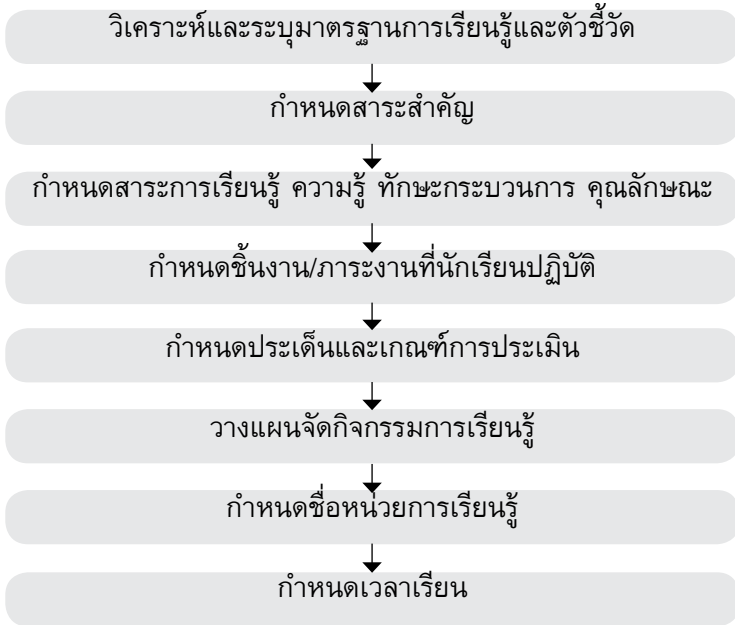 วิเคราะห์และระบุมาตรฐานการเรียนรู้และตัวชี้วัด
กำหนดสาระสำคัญ
กำหนดสาระการเรียนรู้ ความรู้ ทักษะกระบวนการ คุณลักษณะ
กำหนดชิ้นงาน/ภาระงานที่นักเรียนปฏิบัติ
กำหนดประเด็นและเกณฑ์การประเมิน
วางแผนจัดกิจกรรมการเรียนรู้
กำหนดชื่อหน่วยการเรียนรู้
กำหนดเวลาเรียน